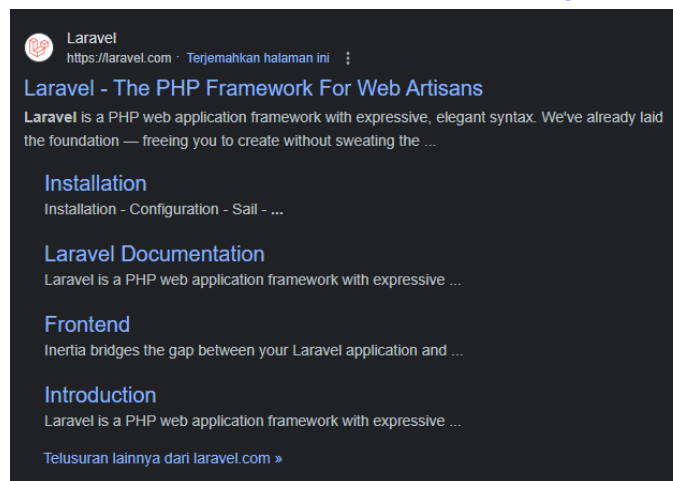 Laravel
https://laravel.com · Terjemahkan halaman ini
Laravel - The PHP Framework For Web Artisans
Laravel is a PHP web application framework with expressive, elegant syntax. We've already laid
the foundation — freeing you to create without sweating the ...
Installation
Installation - Configuration - Sail - ...
Laravel Documentation
Laravel is a PHP web application framework with expressive ...
Frontend
Inertia bridges the gap between your Laravel application and ...
Introduction
Laravel is a PHP web application framework with expressive ...
Telusuran lainnya dari laravel.com »